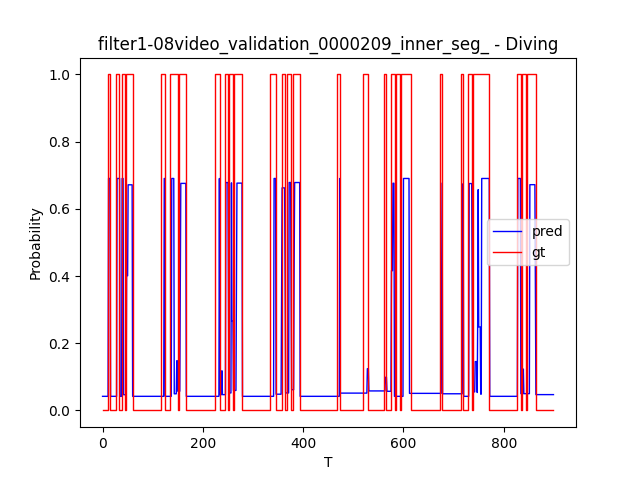 filter1-08video_validation_0000209_inner_seg_ - Diving
1.0
0.8
0.6
0.4
0.2
0.0
Probability
pred
gt
0
200
400
600
800
T